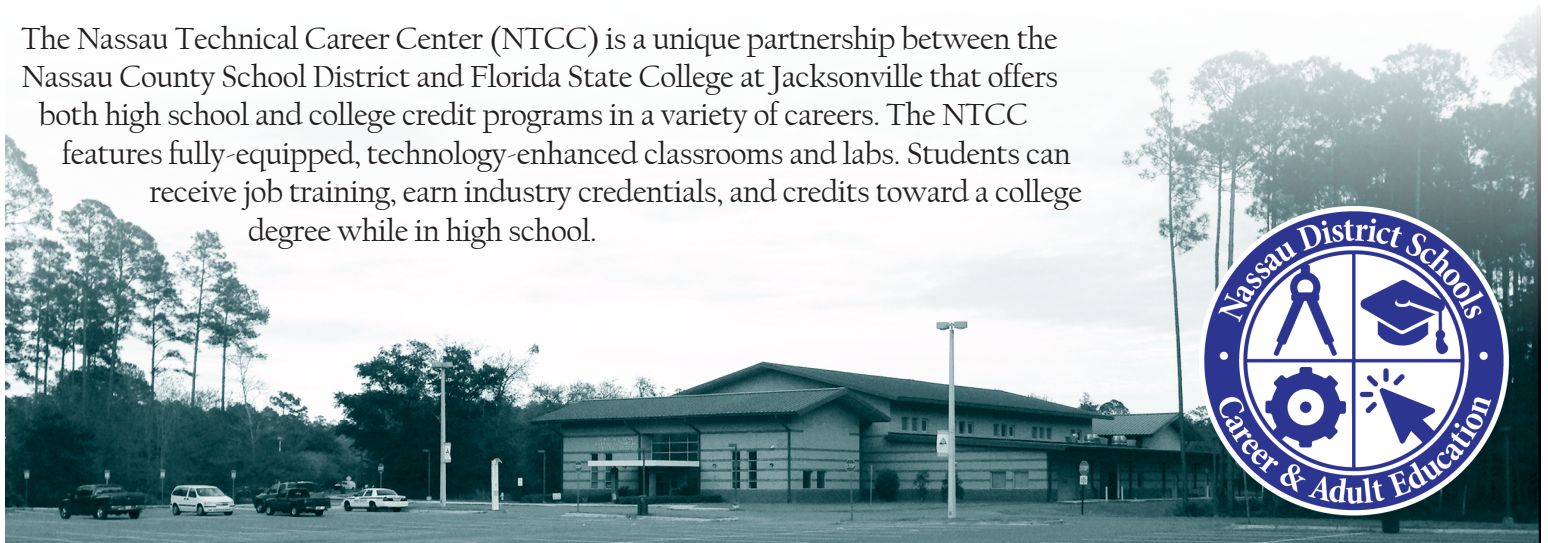 The Nassau Technical Career Center (NTCC) is a unique partnership between the
Nassau County School District and Florida State College at Jacksonville that offers
both high school and college credit programs in a variety of careers. The NTCC
features fully-equipped, technology-enhanced classrooms and labs. Students can
receive job training, earn industry credentials, and credits toward a college
degree while in high school.
Nassau District Schools
Career & Adult Education